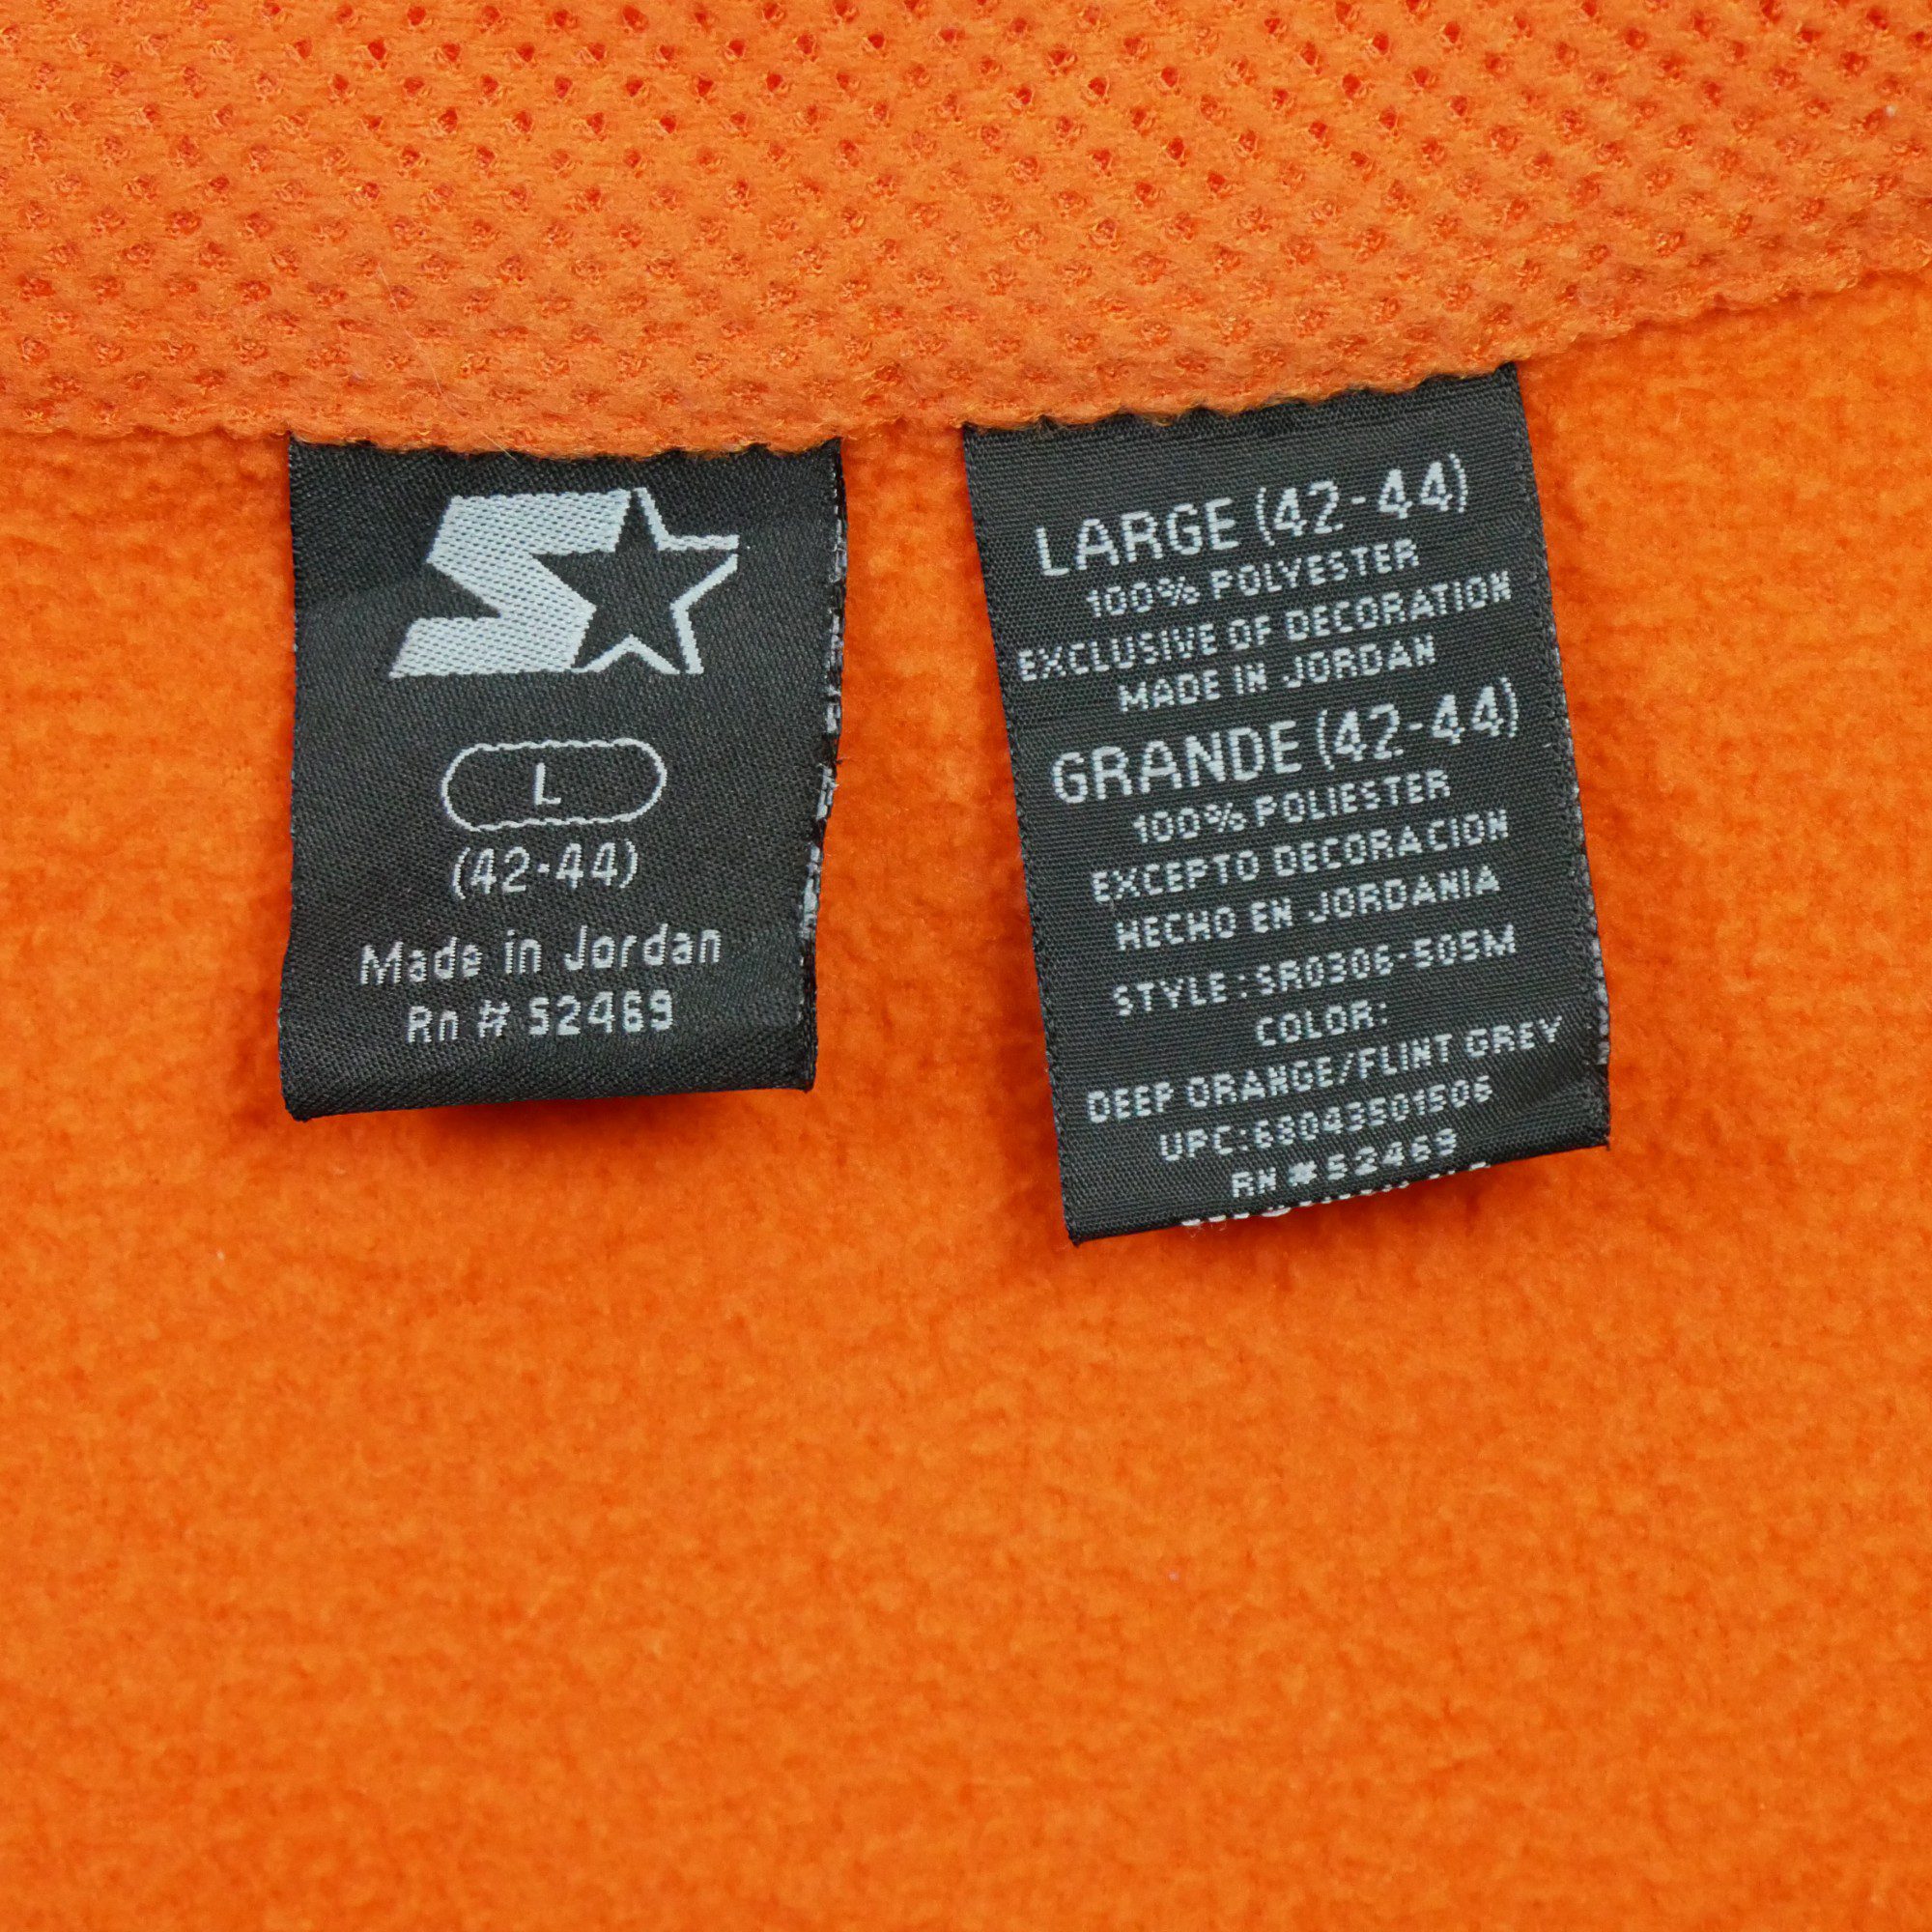 L
(42-44)
Made in Jordan
Rn # 52469
LARGE (42-44)
100% POLYESTER
EXCLUSIVE OF DECORATION
MADE IN JORDAN
GRANDE (42-44)
100% POLIESTER
EXCEPTO DECORACION
HECHO EN JORDANIA
STYLE: SR0306-505M
COLOR:
DEEP ORANGE/FLINT GREY
UPC:
RN #52469